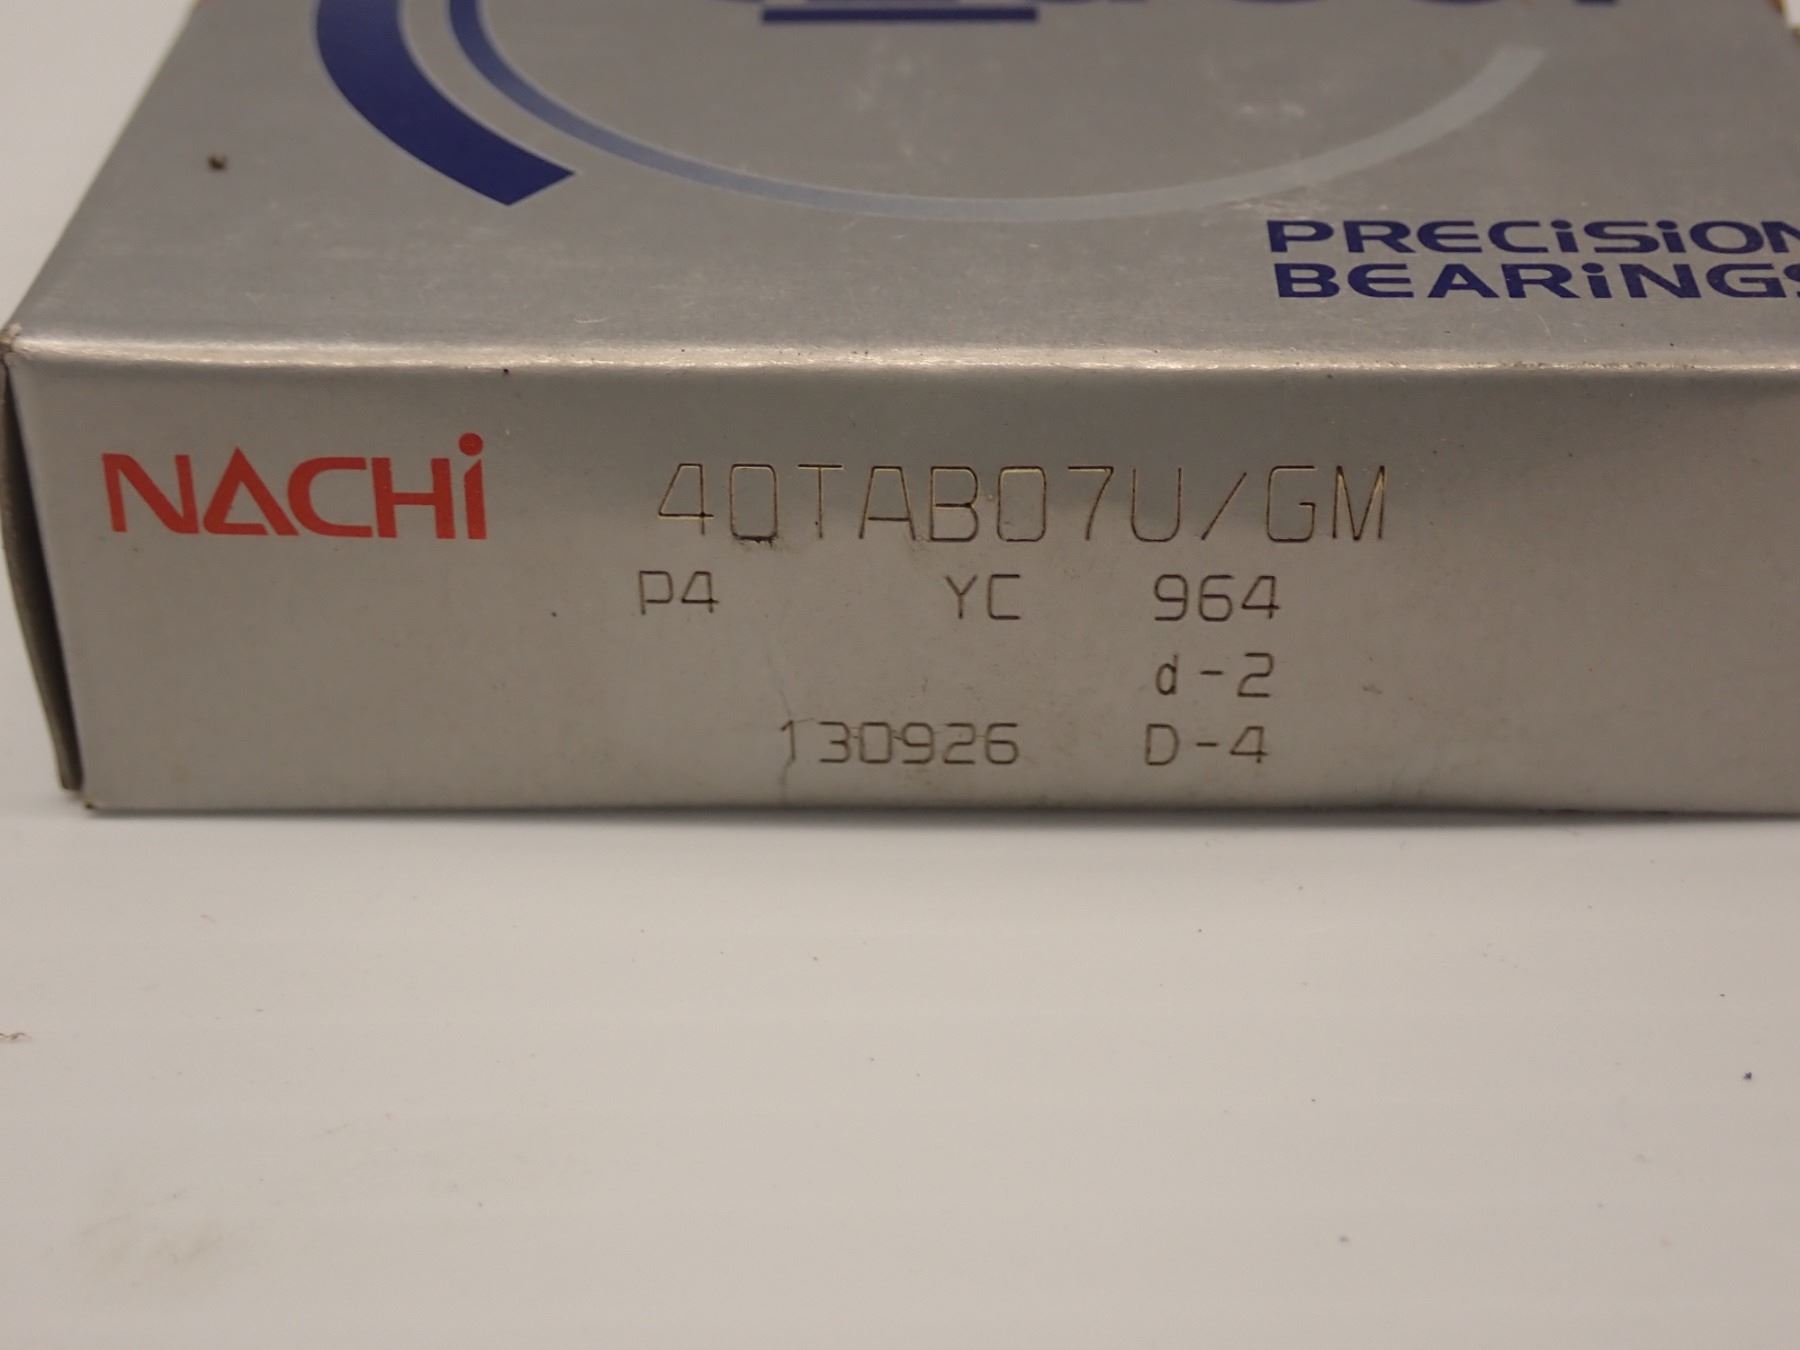 PRECiSiON
BEARiNGS
NACHi 40TAB07U/GM
P4 YC 964
d-2
130926 D-4